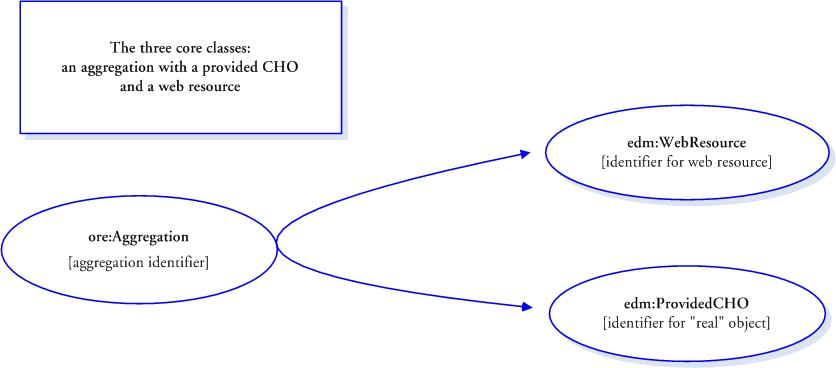 The three core classes:
an aggregation with a provided CHO
and a web resource
edm:WebResource
[identifier for web resource]
ore:Aggregation
[aggregation identifier]
edm:ProvidedCHO
[identifier for "real" object]